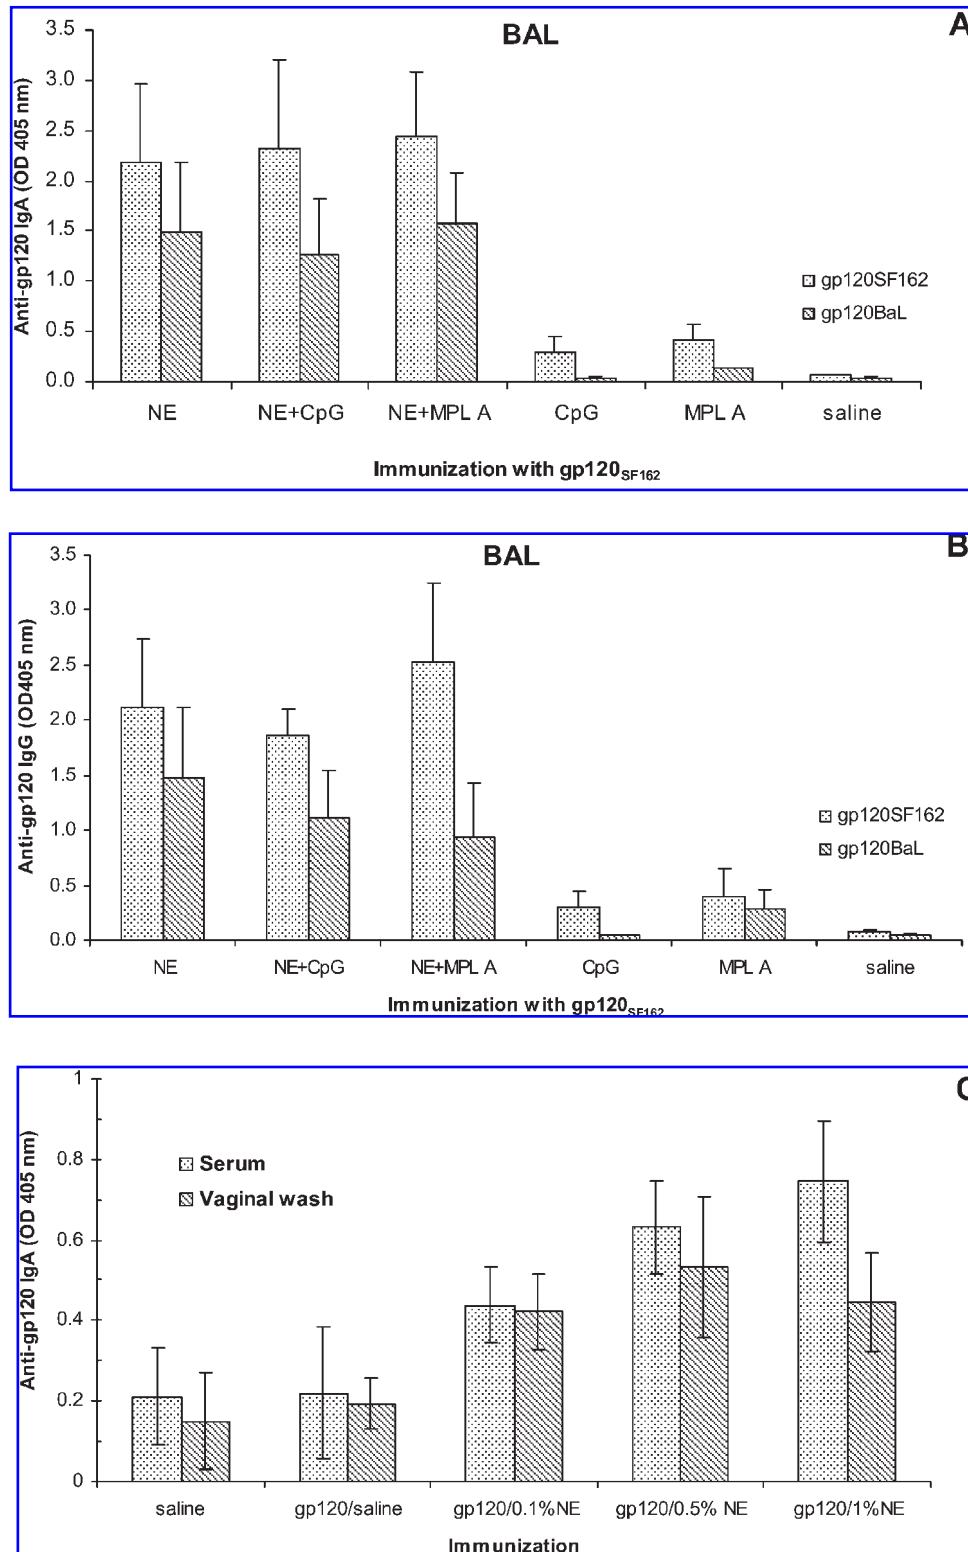 A
BAL
Anti-gp120 IgA (OD 405 nm)
3.5
3.0
2.5
2.0
1.5
1.0
0.5
0.0
gp120SF162
gp120BaL
NE NE+CpG NE+MPL A CpG MPL A saline
Immunization with gp120SF162
B
BAL
Anti-gp120 IgG (OD405 nm)
3.5
3.0
2.5
2.0
1.5
1.0
0.5
0.0
gp120SF162
gp120BaL
NE NE+CpG NE+MPL A CpG MPL A saline
Immunization with gp120SF162
C
Anti-gp120 IgA (OD 405 nm)
1
0.8
0.6
0.4
0.2
0
Serum
Vaginal wash
saline gp120/saline gp120/0.1%NE gp120/0.5% NE gp120/1%NE
Immunization